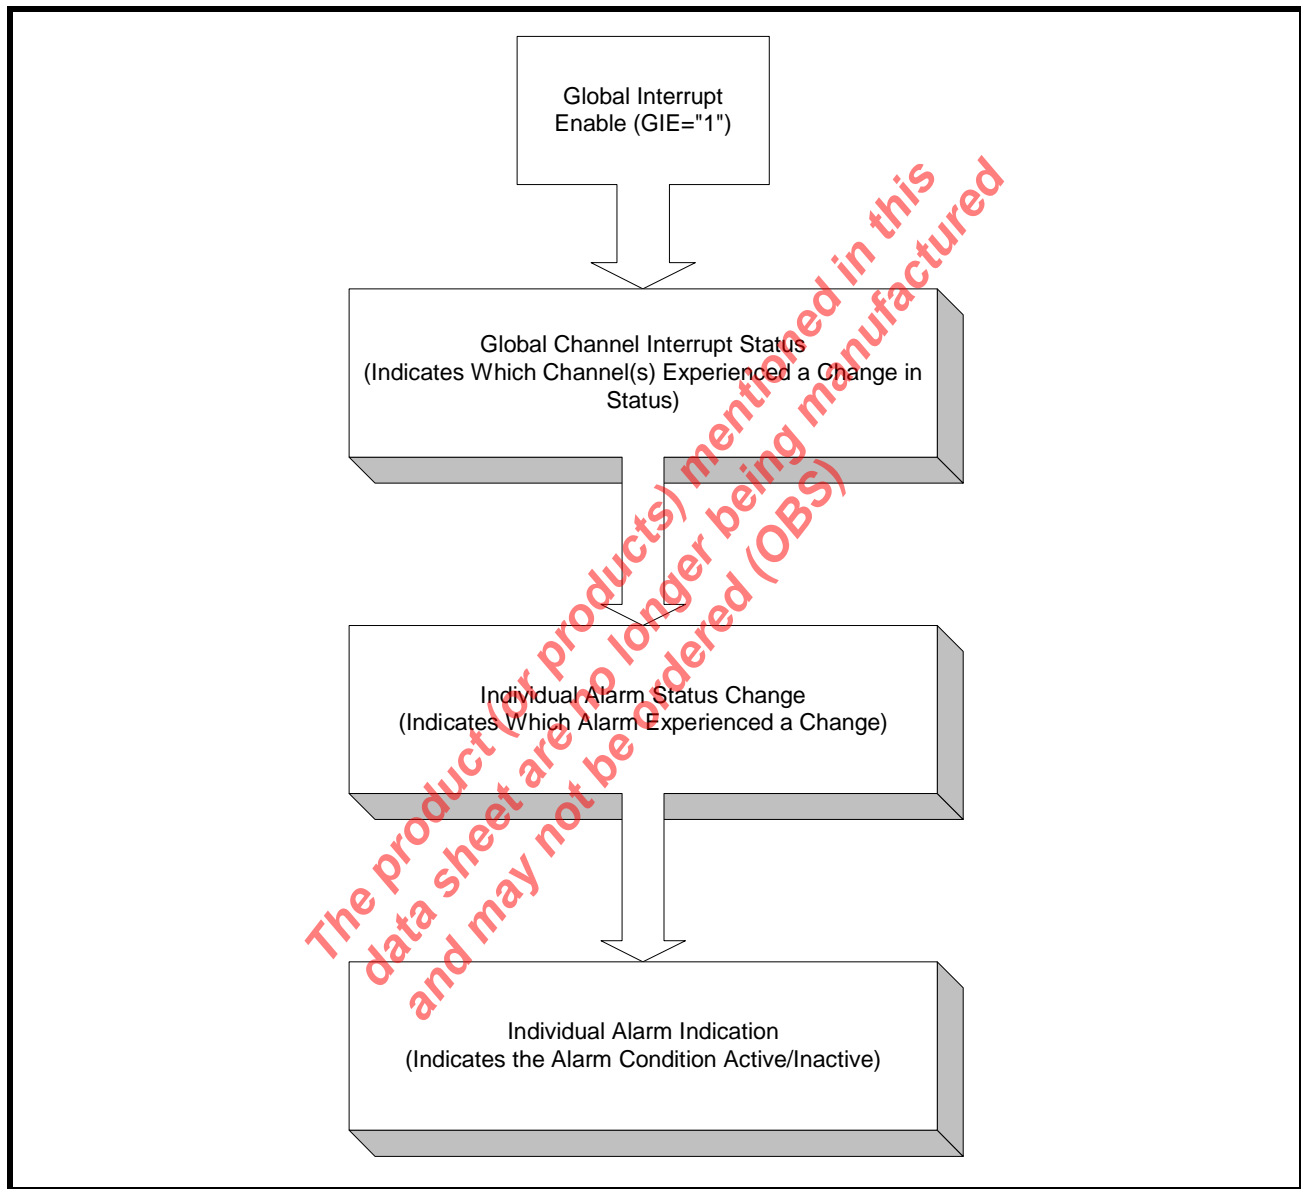 Global Interrupt
Enable (GIE="1")
Global Channel Interrupt Status
(Indicates Which Channel(s) Experienced a Change in
Status)
Individual Alarm Status Change
(Indicates Which Alarm Experienced a Change)
Individual Alarm Indication
(Indicates the Alarm Condition Active/Inactive)
The product (or products) mentioned in this
data sheet are no longer being manufactured
and may not be ordered (OBS)